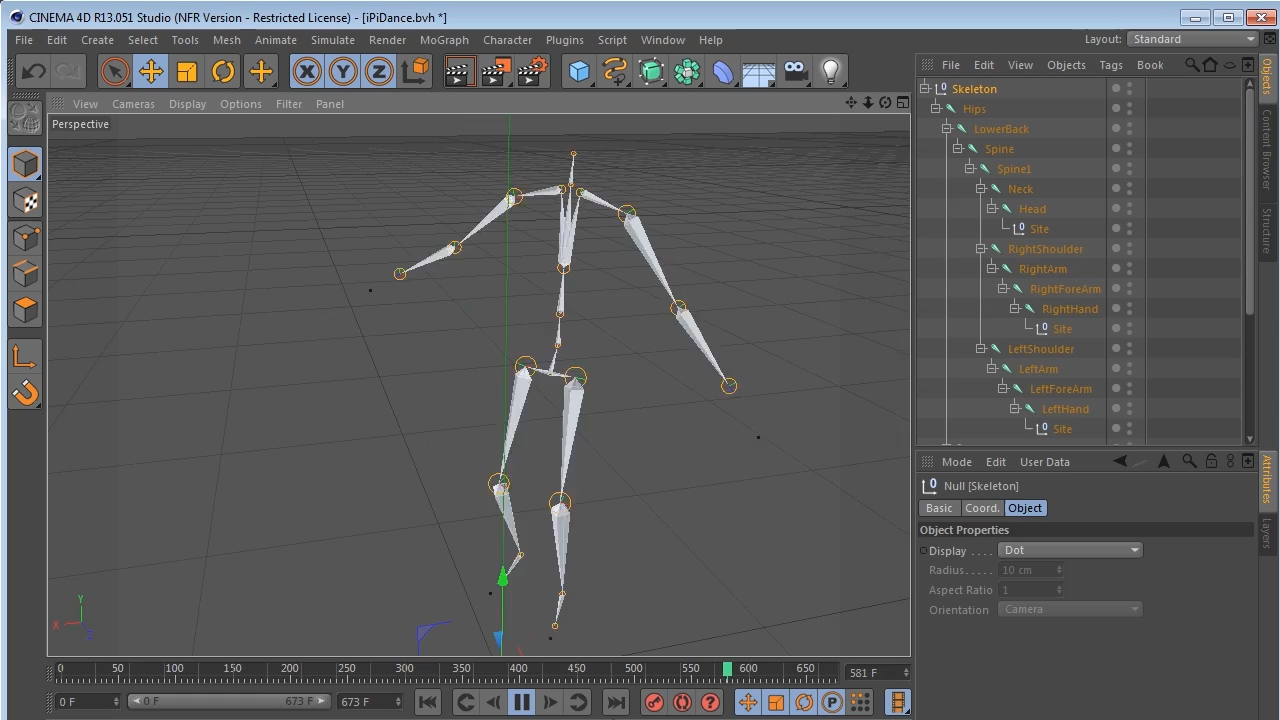 CINEMA 4D R13.051 Studio (NFR Version - Restricted License) - [iPiDance.bvh *]
File Edit Create Select Tools Mesh Animate Simulate Render MoGraph Character Plugins Script Window Help
Layout: Standard
X Y Z
File Edit View Objects Tags Book
View Cameras Display Options Filter Panel
Perspective
Skeleton
Hips
LowerBack
Spine
Spine1
Neck
Head
Site
RightShoulder
RightArm
RightForeArm
RightHand
Site
LeftShoulder
LeftArm
LeftForeArm
LeftHand
Site
Objects
Content Browser
Structure
Mode Edit User Data
Null [Skeleton]
Basic Coord. Object
Object Properties
Display . . . . Dot
Radius. . . . . 10 cm
Aspect Ratio 1
Orientation Camera
Attributes
Layers
Y
X
Z
0 50 100 150 200 250 300 350 400 450 500 550 600 650
581 F
0 F
0 F 673 F
673 F
P